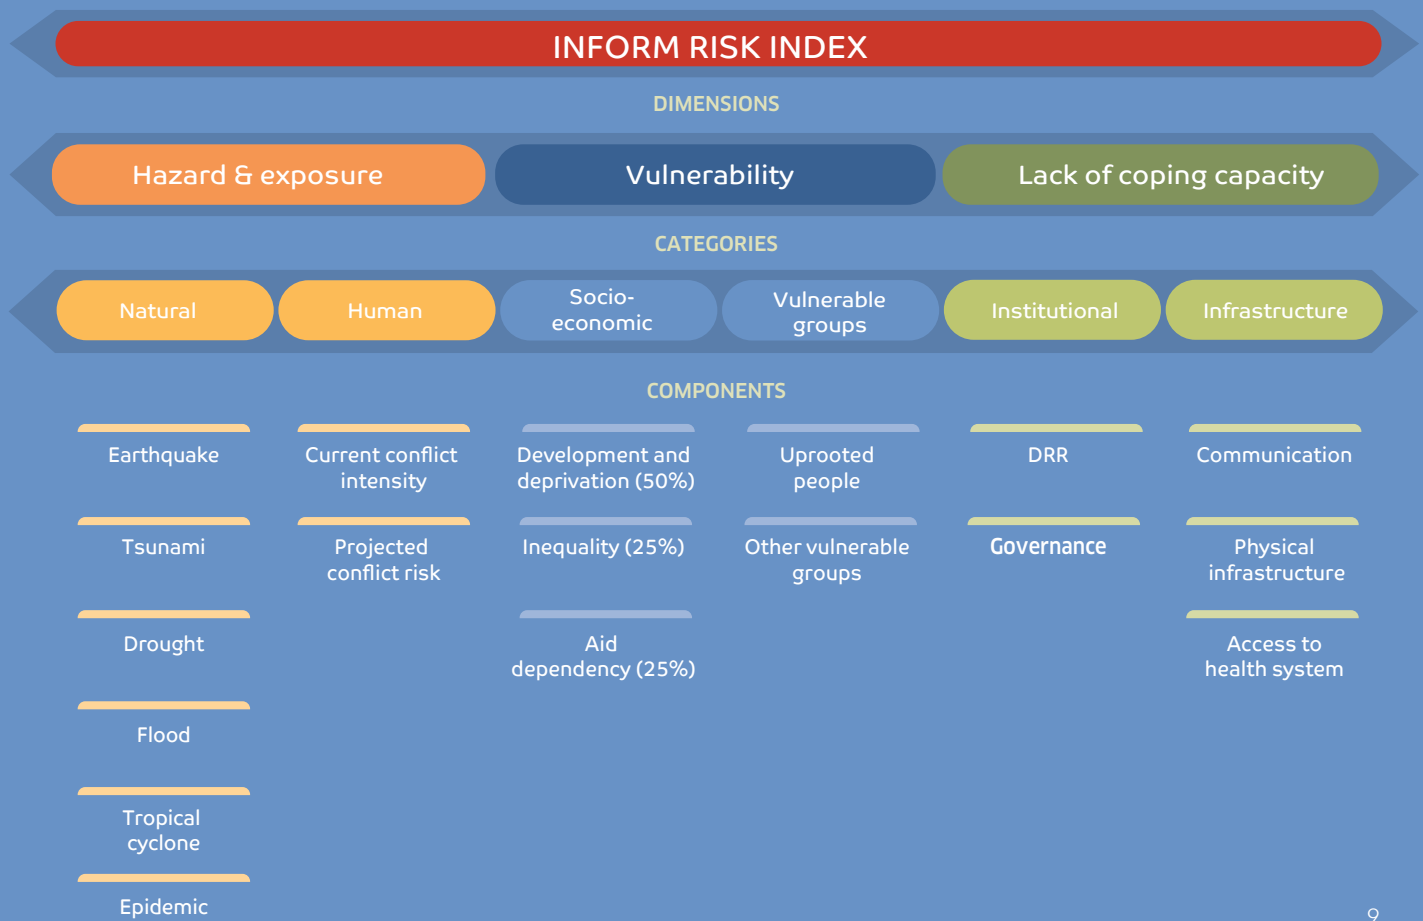 INFORM RISK INDEX
DIMENSIONS
Hazard & exposure
Vulnerability
Lack of coping capacity
CATEGORIES
Natural
Human
Socio-
economic
Vulnerable
groups
Institutional
Infrastructure
COMPONENTS
Earthquake
Current conflict
intensity
Development and
deprivation (50%)
Uprooted
people
DRR
Communication
Tsunami
Projected
conflict risk
Inequality (25%)
Other vulnerable
groups
Governance
Physical
infrastructure
Drought
Aid
dependency (25%)
Access to
health system
Flood
Tropical
cyclone
Epidemic
9